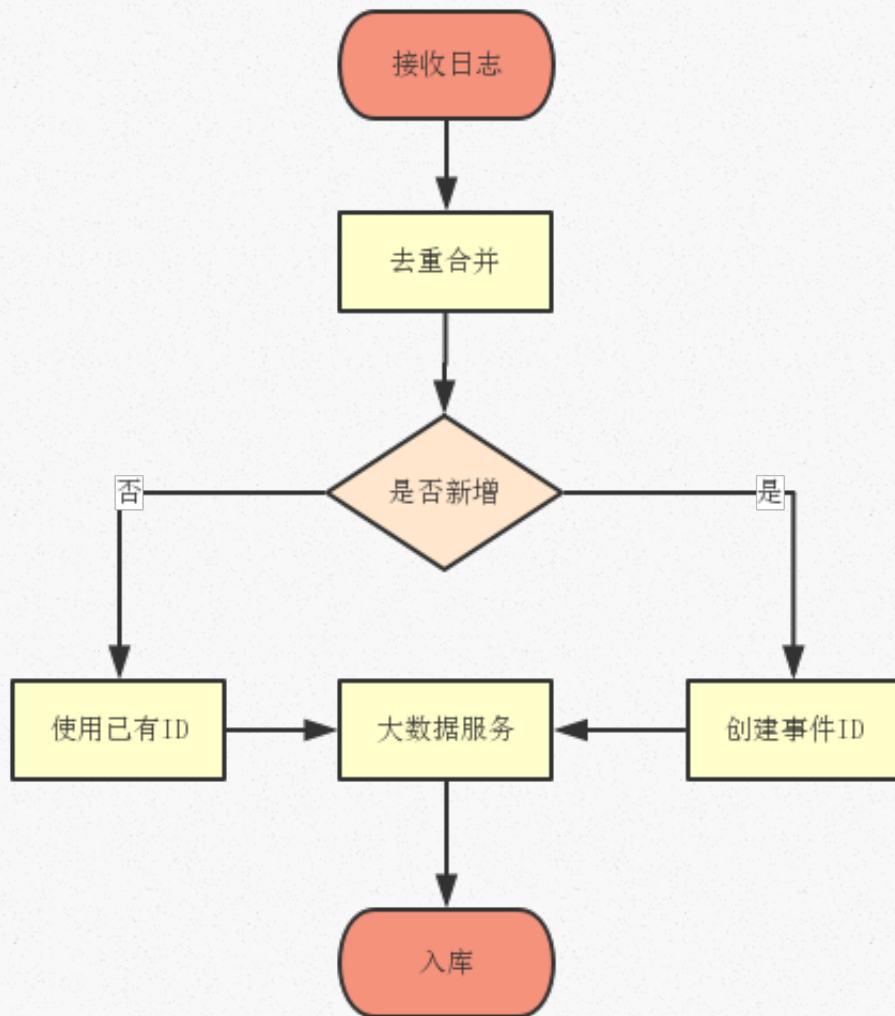 接收日志
去重合并
是否新增
否
是
使用已有ID
大数据服务
创建事件ID
入库